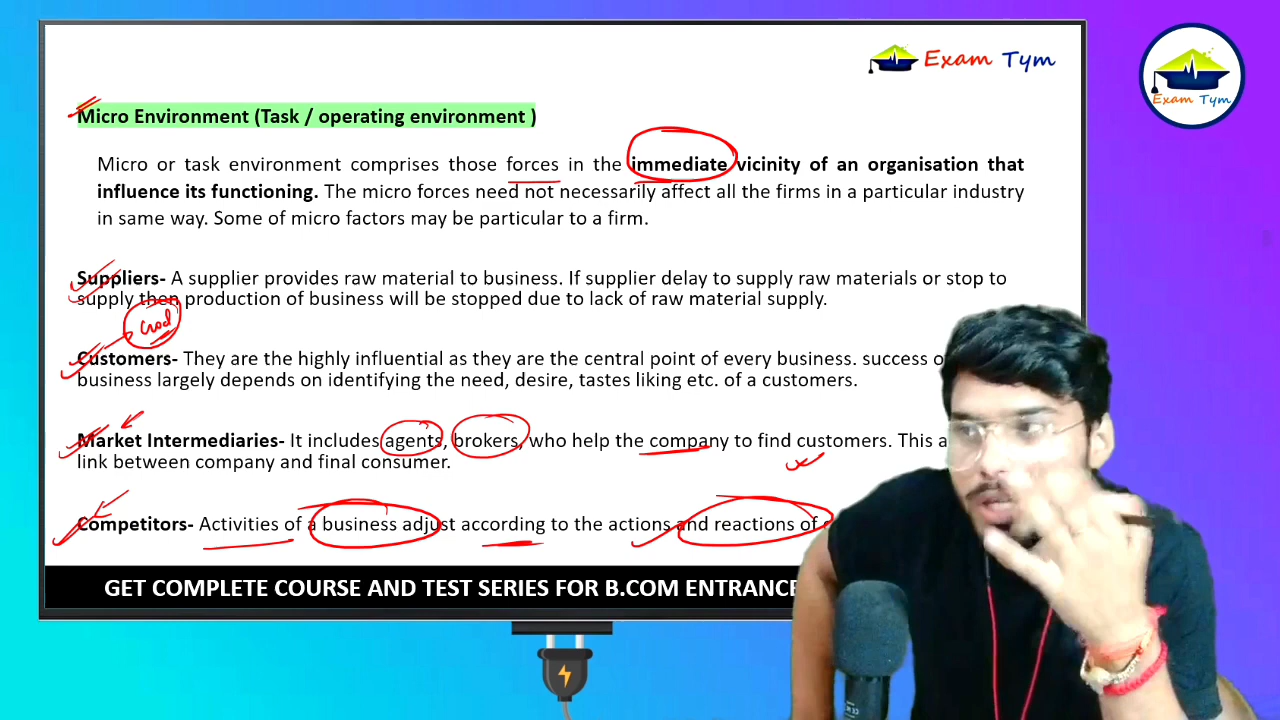 Exam Tym
Exam Tym
Micro Environment (Task / operating environment )
Micro or task environment comprises those forces in the immediate vicinity of an organisation that
influence its functioning. The micro forces need not necessarily affect all the firms in a particular industry
in same way. Some of micro factors may be particular to a firm.
Suppliers- A supplier provides raw material to business. If supplier delay to supply raw materials or stop to
supply then production of business will be stopped due to lack of raw material supply.
God
Customers- They are the highly influential as they are the central point of every business. success
business largely depends on identifying the need, desire, tastes liking etc. of a customers.
Market Intermediaries- It includes agents, brokers, who help the company to find customers. This
link between company and final consumer.
Competitors- Activities of a business adjust according to the actions and reactions of
GET COMPLETE COURSE AND TEST SERIES FOR B.COM ENTRANCE